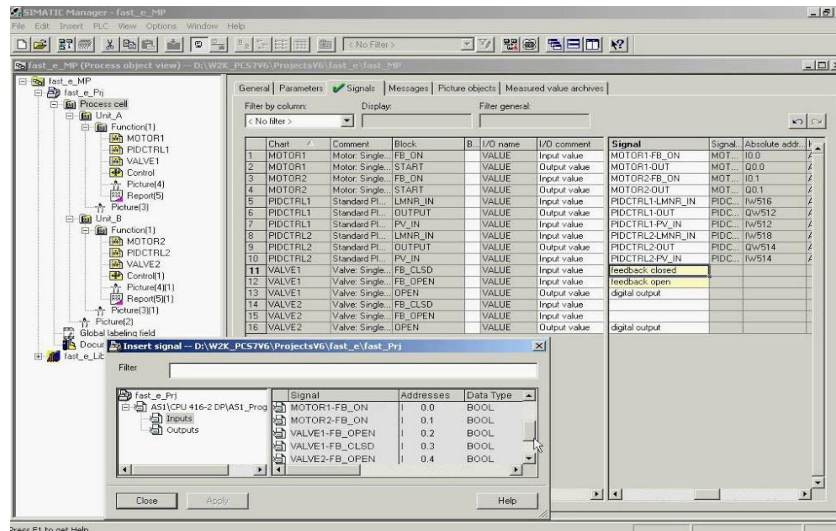 SIMATIC Manager - fast_e_MP
File Edit Insert PLC View Options Window Help
< No Filter >
fast_e_MP (Process object view) -- D:\W2K_PCS7V6\ProjectsV6\fast_e\fast_MP
fast_e_MP
fast_e_Prj
Process cell
Unit_A
Function(1)
MOTOR1
PIDCTRL1
VALVE1
Control
Picture(4)
Report(5)
Picture(3)
Unit_B
Function(1)
MOTOR2
PIDCTRL2
VALVE2
Control(1)
Picture(4)(1)
Report(5)(1)
Picture(3)(1)
Picture(2)
Global labeling field
Docu
fast_e_Lib
General Parameters Signals Messages Picture objects Measured value archives
Filter by column: Display: Filter general:
< No filter >
Chart Comment Block B... I/O name I/O comment Signal Signal... Absolute addr...
1 MOTOR1 Motor: Single... FB_ON VALUE Input value MOTOR1-FB_ON MOT... I0.0
2 MOTOR1 Motor: Single... START VALUE Output value MOTOR1-OUT MOT... Q0.0
3 MOTOR2 Motor: Single... FB_ON VALUE Input value MOTOR2-FB_ON MOT... I0.1
4 MOTOR2 Motor: Single... START VALUE Output value MOTOR2-OUT MOT... Q0.1
5 PIDCTRL1 Standard PI... LMNR_IN VALUE Input value PIDCTRL1-LMNR_IN PIDC... IW516
6 PIDCTRL1 Standard PI... OUTPUT VALUE Output value PIDCTRL1-OUT PIDC... QW512
7 PIDCTRL1 Standard PI... PV_IN VALUE Input value PIDCTRL1-PV_IN PIDC... IW512
8 PIDCTRL2 Standard PI... LMNR_IN VALUE Input value PIDCTRL2-LMNR_IN PIDC... IW518
9 PIDCTRL2 Standard PI... OUTPUT VALUE Output value PIDCTRL2-OUT PIDC... QW514
10 PIDCTRL2 Standard PI... PV_IN VALUE Input value PIDCTRL2-PV_IN PIDC... IW514
11 VALVE1 Valve: Single... FB_CLSD VALUE Input value feedback closed
12 VALVE1 Valve: Single... FB_OPEN VALUE Input value feedback open
13 VALVE1 Valve: Single... OPEN VALUE Output value digital output
14 VALVE2 Valve: Single... FB_CLSD VALUE Input value
15 VALVE2 Valve: Single... FB_OPEN VALUE Input value
16 VALVE2 Valve: Single... OPEN VALUE Output value digital output
Insert signal -- D:\W2K_PCS7V6\ProjectsV6\fast_e\fast_Prj
Filter
fast_e_Prj
AS1\CPU 416-2 DP\AS1_Prog
Inputs
Outputs
Signal Addresses Data Type
MOTOR1-FB_ON I 0.0 BOOL
MOTOR2-FB_ON I 0.1 BOOL
VALVE1-FB_OPEN I 0.2 BOOL
VALVE1-FB_CLSD I 0.3 BOOL
VALVE2-FB_OPEN I 0.4 BOOL
Close Apply Help
Press F1 to get Help.